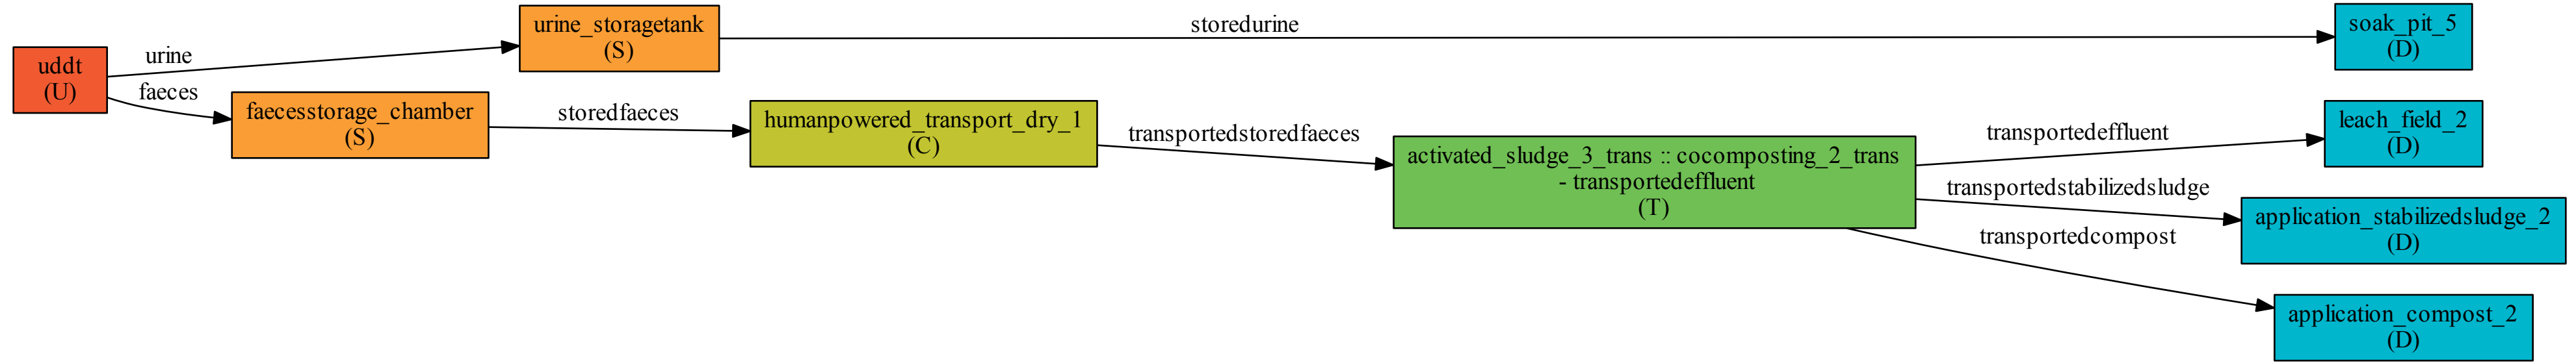 uddt
(U)
urine
faeces
urine_storagetank
(S)
faecesstorage_chamber
(S)
storedurine
storedfaeces
humanpowered_transport_dry_1
(C)
transportedstoredfaeces
activated_sludge_3_trans :: cocomposting_2_trans
- transportedeffluent
(T)
transportedeffluent
transportedstabilizedsludge
transportedcompost
soak_pit_5
(D)
leach_field_2
(D)
application_stabilizedsludge_2
(D)
application_compost_2
(D)